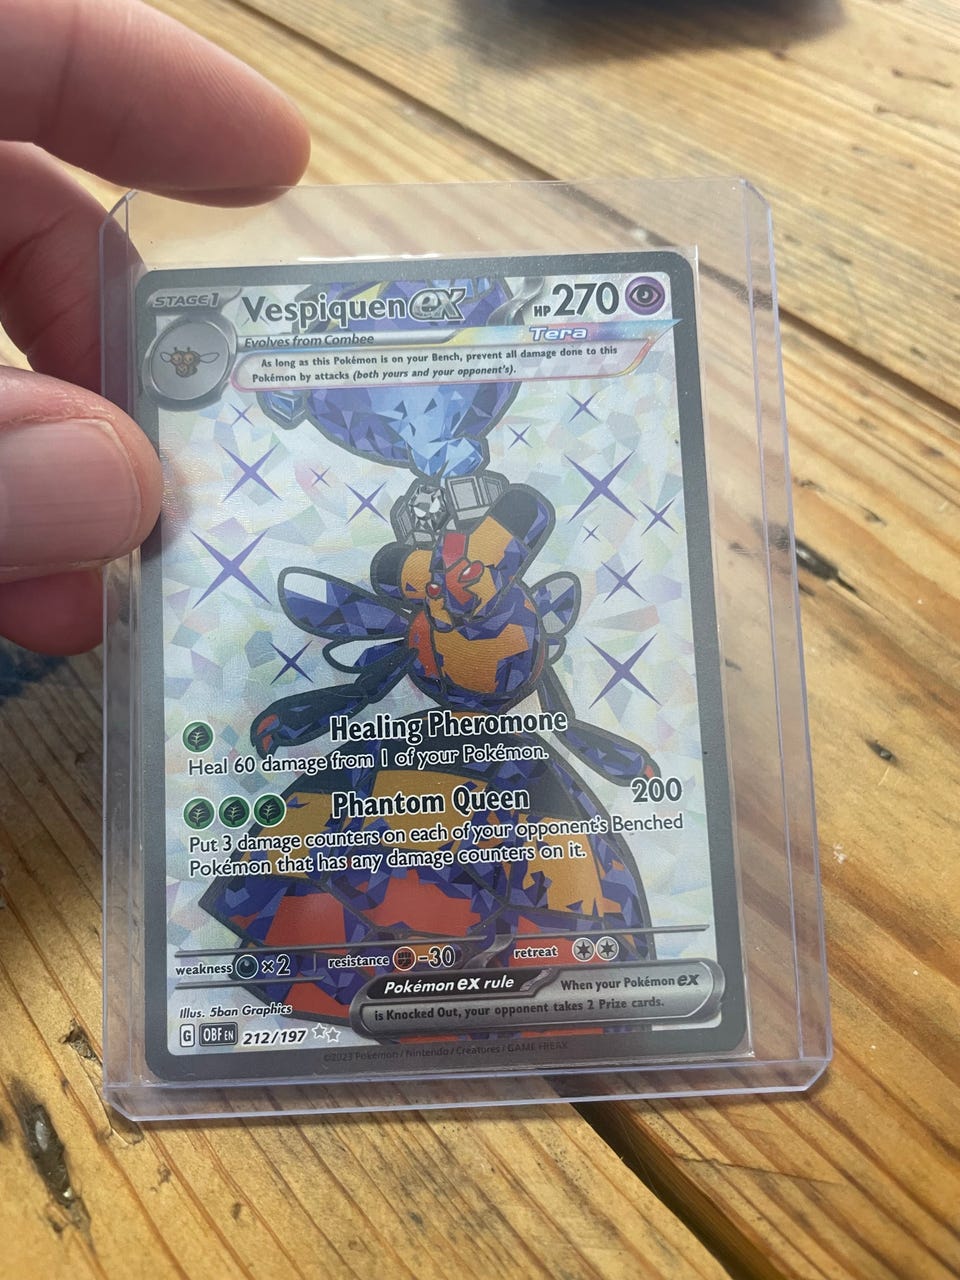 STAGE 1 Vespiquen ex HP 270
Evolves from Combee Tera
As long as this Pokémon is on your Bench, prevent all damage done to this
Pokémon by attacks (both yours and your opponent's).
Healing Pheromone
Heal 60 damage from 1 of your Pokémon.
Phantom Queen 200
Put 3 damage counters on each of your opponent's Benched
Pokémon that has any damage counters on it.
weakness ×2 resistance -30 retreat
Pokémon ex rule When your Pokémon ex
is Knocked Out, your opponent takes 2 Prize cards.
Illus. 5ban Graphics
G OBF EN 212/197
©2023 Pokémon / Nintendo / Creatures / GAME FREAK